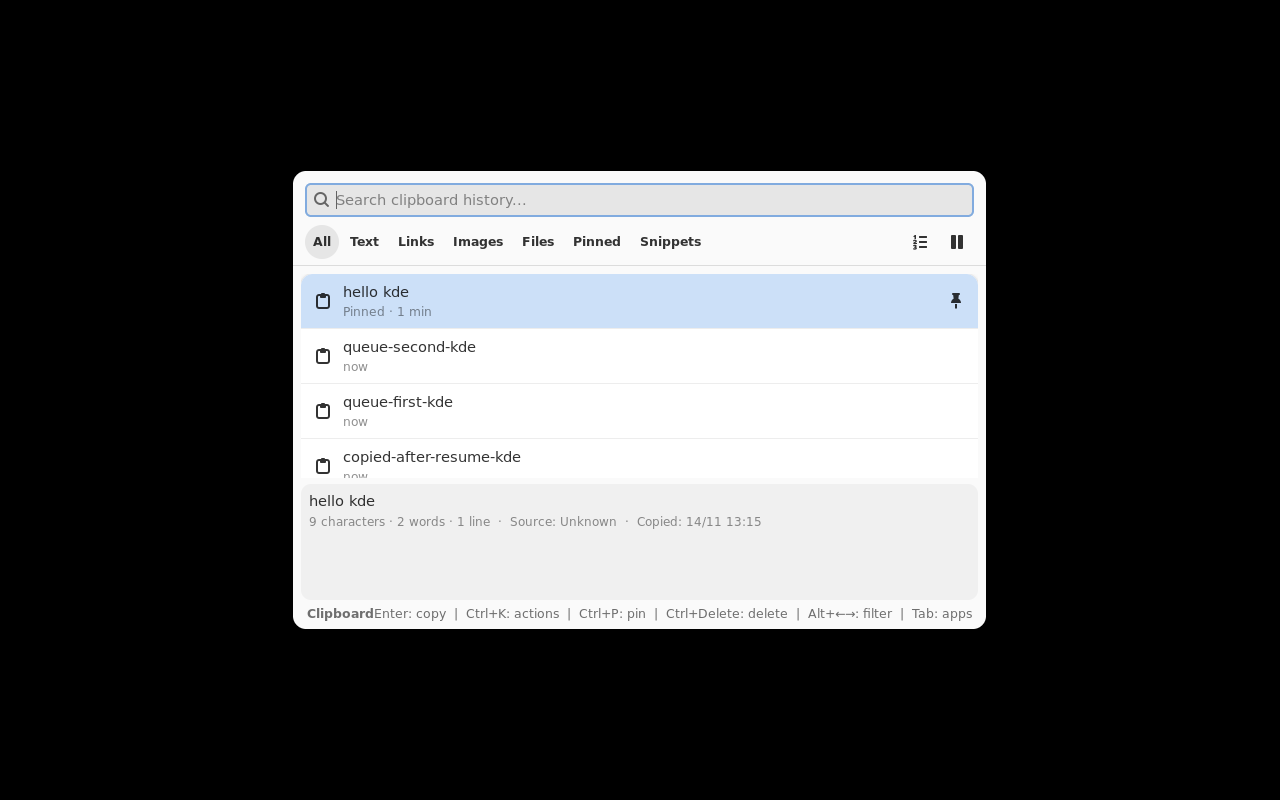 Search clipboard history...
All Text Links Images Files Pinned Snippets
hello kde
Pinned · 1 min
queue-second-kde
now
queue-first-kde
now
copied-after-resume-kde
now
hello kde
9 characters · 2 words · 1 line · Source: Unknown · Copied: 14/11 13:15
ClipboardEnter: copy | Ctrl+K: actions | Ctrl+P: pin | Ctrl+Delete: delete | Alt+←→: filter | Tab: apps